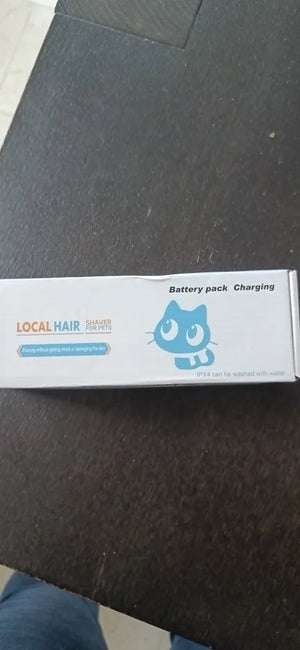 Battery pack Charging
LOCAL HAIR
SHAVER
FOR PETS
Shaving without getting stuck or damaging the skin
IPX4 can be washed with water